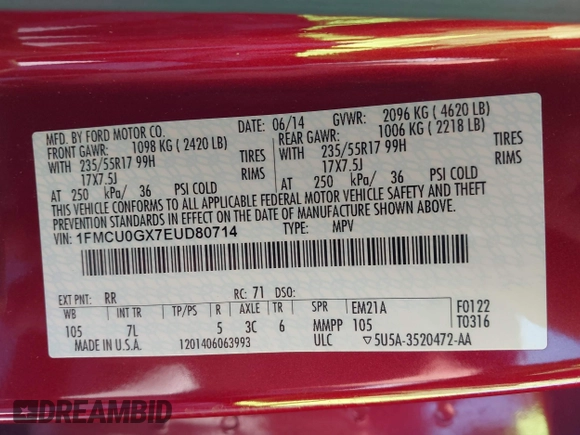 MFD. BY FORD MOTOR CO.
DATE: 06/14 GVWR: 2096 KG ( 4620 LB)
FRONT GAWR: 1098 KG ( 2420 LB) REAR GAWR: 1006 KG ( 2218 LB)
WITH 235/55R17 99H TIRES WITH 235/55R17 99H TIRES
17X7.5J RIMS 17X7.5J RIMS
AT 250 kPa/ 36 PSI COLD AT 250 kPa/ 36 PSI COLD
THIS VEHICLE CONFORMS TO ALL APPLICABLE FEDERAL MOTOR VEHICLE SAFETY AND THEFT
PREVENTION STANDARDS IN EFFECT ON THE DATE OF MANUFACTURE SHOWN ABOVE.
VIN: 1FMCU0GX7EUD80714 TYPE: MPV
EXT PNT: RR RC: 71 DSO:
WB INT TR TP/PS R AXLE TR SPR EM21A F0122
105 7L 5 3C 6 MMPP 105 T0316
MADE IN U.S.A. 1201406063993 ULC ▽5U5A-3520472-AA
DREAMBID